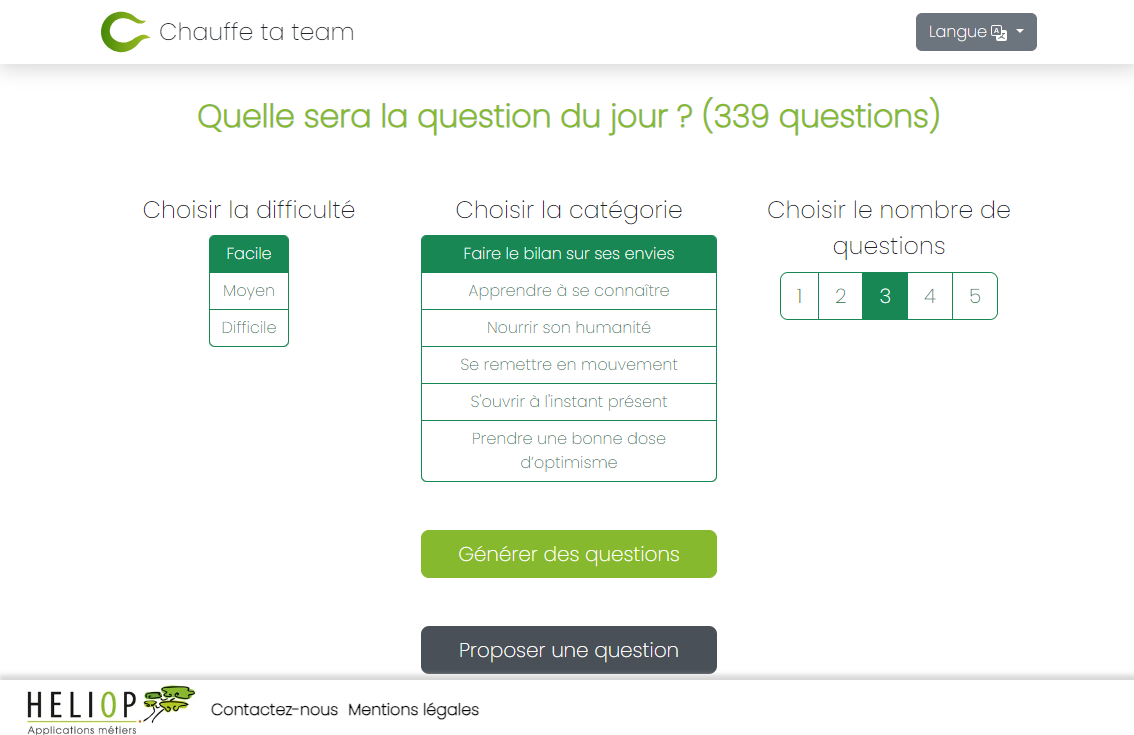 Chauffe ta team
Langue
Quelle sera la question du jour ? (339 questions)
Choisir la difficulté
Facile
Moyen
Difficile
Choisir la catégorie
Faire le bilan sur ses envies
Apprendre à se connaître
Nourrir son humanité
Se remettre en mouvement
S'ouvrir à l'instant présent
Prendre une bonne dose
d’optimisme
Choisir le nombre de
questions
1 2 3 4 5
Générer des questions
Proposer une question
HELIOP
Applications métiers
Contactez-nous Mentions légales